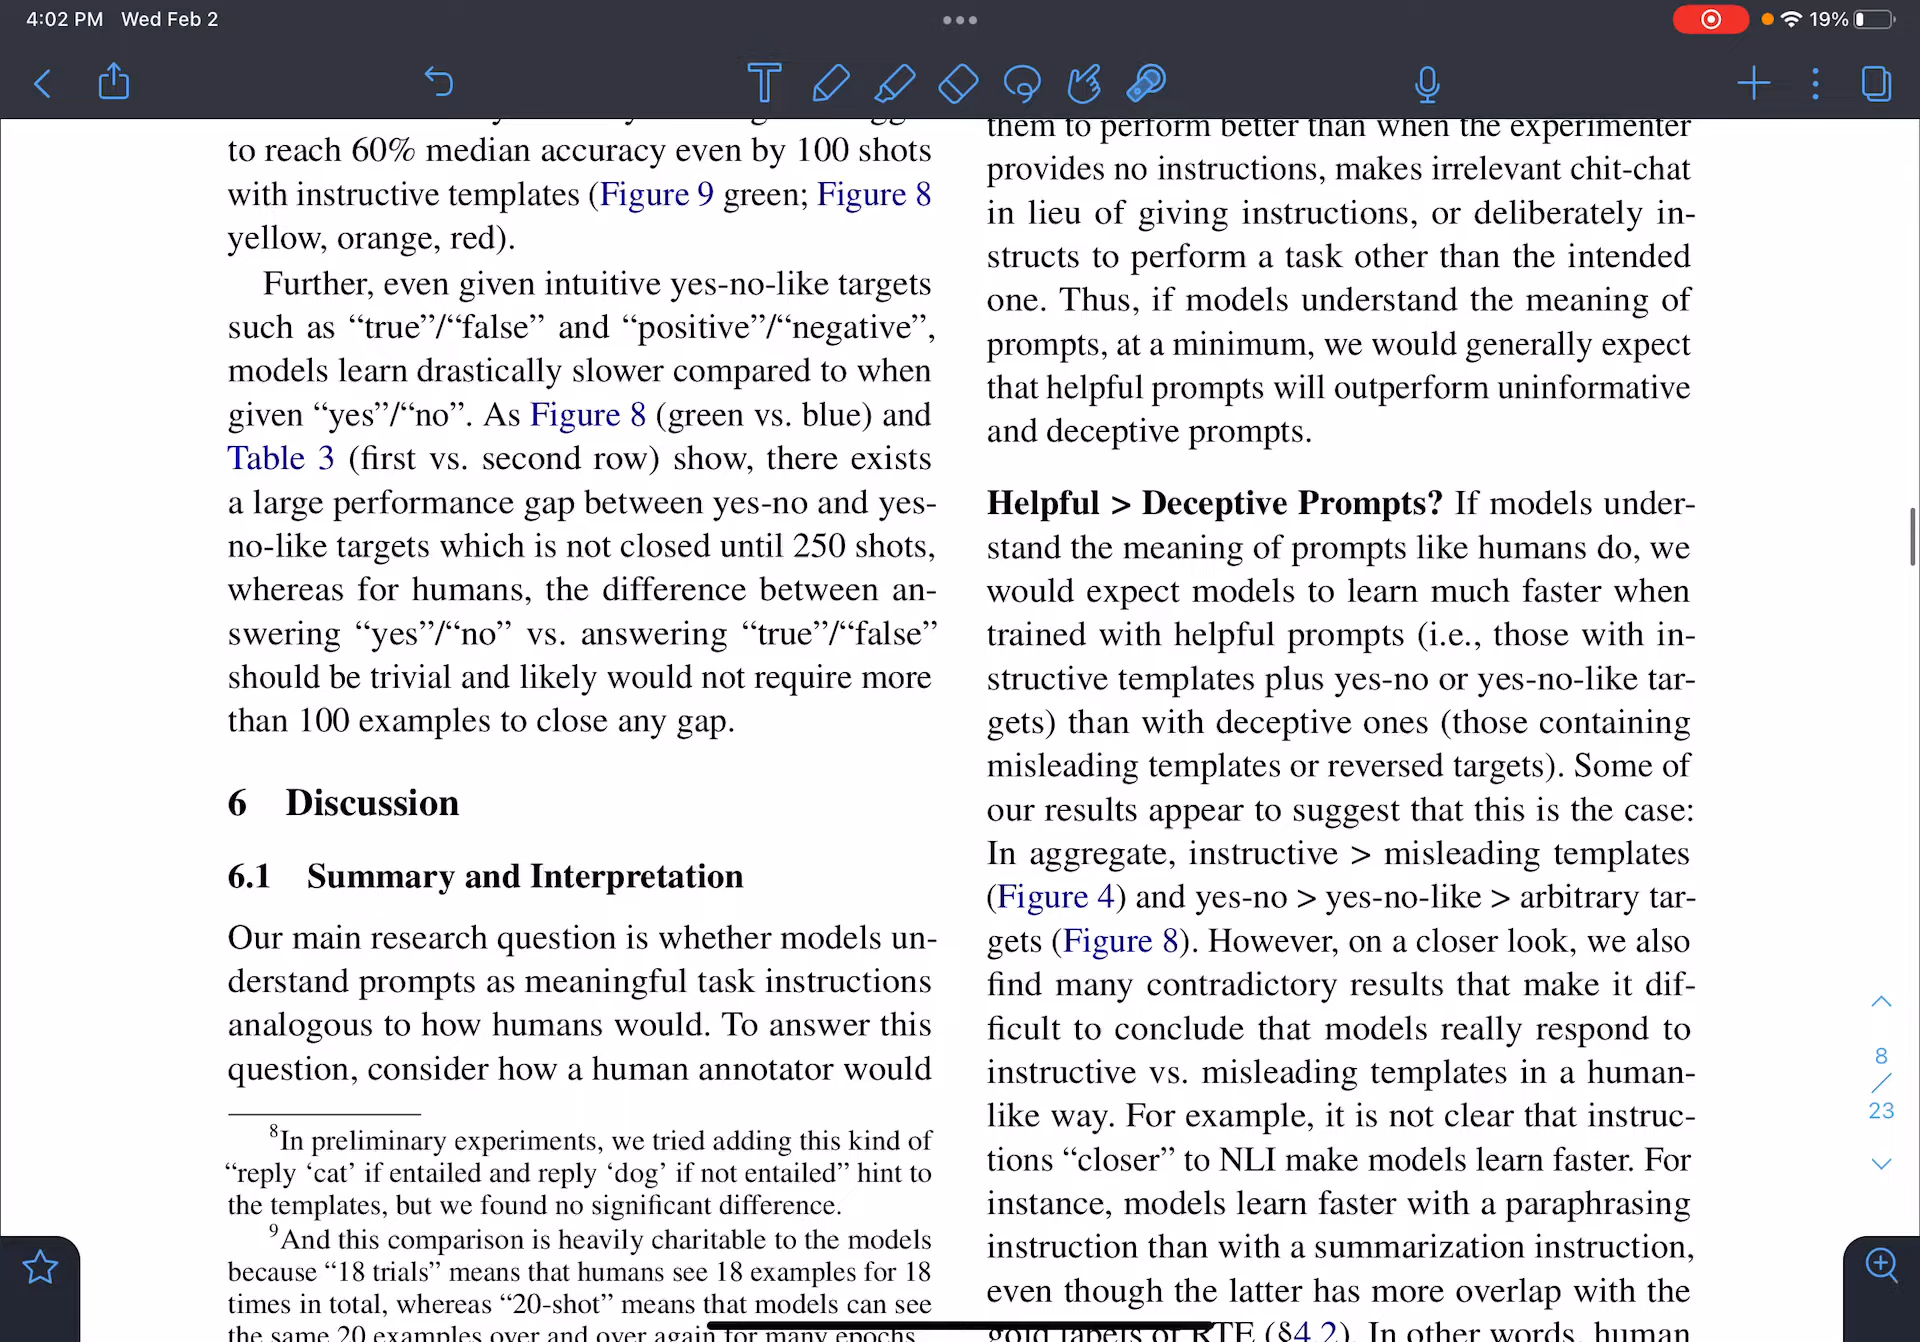 4:02 PM Wed Feb 2
19%
to reach 60% median accuracy even by 100 shots
with instructive templates (Figure 9 green; Figure 8
yellow, orange, red).
Further, even given intuitive yes-no-like targets
such as “true”/“false” and “positive”/“negative”,
models learn drastically slower compared to when
given “yes”/“no”. As Figure 8 (green vs. blue) and
Table 3 (first vs. second row) show, there exists
a large performance gap between yes-no and yes-
no-like targets which is not closed until 250 shots,
whereas for humans, the difference between an-
swering “yes”/“no” vs. answering “true”/“false”
should be trivial and likely would not require more
than 100 examples to close any gap.
6 Discussion
6.1 Summary and Interpretation
Our main research question is whether models un-
derstand prompts as meaningful task instructions
analogous to how humans would. To answer this
question, consider how a human annotator would
8In preliminary experiments, we tried adding this kind of
“reply ‘cat’ if entailed and reply ‘dog’ if not entailed” hint to
the templates, but we found no significant difference.
9And this comparison is heavily charitable to the models
because “18 trials” means that humans see 18 examples for 18
times in total, whereas “20-shot” means that models can see
the same 20 examples over and over again for many epochs.
them to perform better than when the experimenter
provides no instructions, makes irrelevant chit-chat
in lieu of giving instructions, or deliberately in-
structs to perform a task other than the intended
one. Thus, if models understand the meaning of
prompts, at a minimum, we would generally expect
that helpful prompts will outperform uninformative
and deceptive prompts.
Helpful > Deceptive Prompts? If models under-
stand the meaning of prompts like humans do, we
would expect models to learn much faster when
trained with helpful prompts (i.e., those with in-
structive templates plus yes-no or yes-no-like tar-
gets) than with deceptive ones (those containing
misleading templates or reversed targets). Some of
our results appear to suggest that this is the case:
In aggregate, instructive > misleading templates
(Figure 4) and yes-no > yes-no-like > arbitrary tar-
gets (Figure 8). However, on a closer look, we also
find many contradictory results that make it dif-
ficult to conclude that models really respond to
instructive vs. misleading templates in a human-
like way. For example, it is not clear that instruc-
tions “closer” to NLI make models learn faster. For
instance, models learn faster with a paraphrasing
instruction than with a summarization instruction,
even though the latter has more overlap with the
gold labels of RTE (§4.2). In other words, human
8
/
23